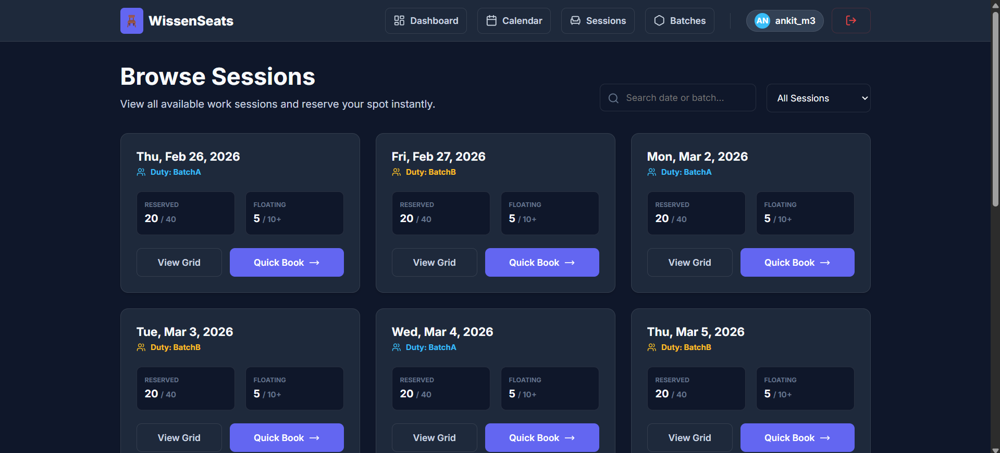 WissenSeats
Dashboard
Calendar
Sessions
Batches
AN ankit_m3
Browse Sessions
View all available work sessions and reserve your spot instantly.
Search date or batch...
All Sessions
Thu, Feb 26, 2026
Duty: BatchA
RESERVED
20 / 40
FLOATING
5 / 10+
View Grid
Quick Book →
Fri, Feb 27, 2026
Duty: BatchB
RESERVED
20 / 40
FLOATING
5 / 10+
View Grid
Quick Book →
Mon, Mar 2, 2026
Duty: BatchA
RESERVED
20 / 40
FLOATING
5 / 10+
View Grid
Quick Book →
Tue, Mar 3, 2026
Duty: BatchB
RESERVED
20 / 40
FLOATING
5 / 10+
View Grid
Quick Book →
Wed, Mar 4, 2026
Duty: BatchA
RESERVED
20 / 40
FLOATING
5 / 10+
View Grid
Quick Book →
Thu, Mar 5, 2026
Duty: BatchB
RESERVED
20 / 40
FLOATING
5 / 10+
View Grid
Quick Book →